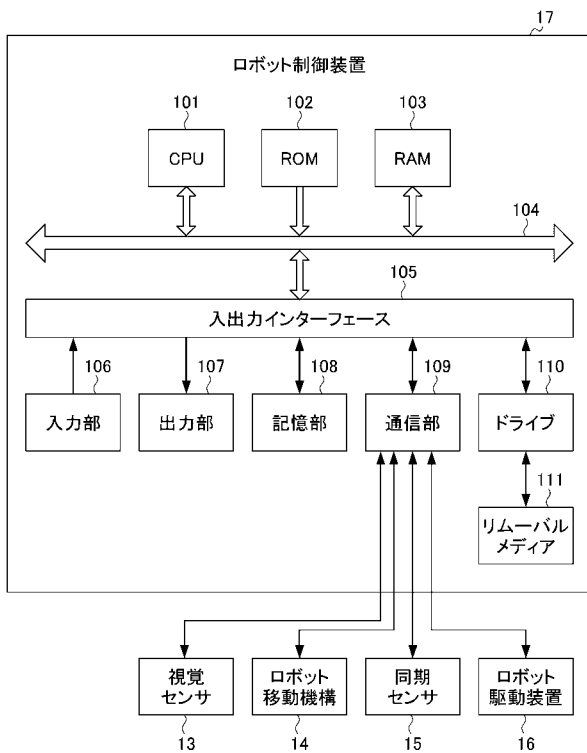 17
ロボット制御装置
101
102
103
CPU
ROM
RAM
104
105
入出力インターフェース
106
107
108
109
110
入力部
出力部
記憶部
通信部
ドライブ
111
リムーバル
メディア
視覚
センサ
ロボット
移動機構
同期
センサ
ロボット
駆動装置
13
14
15
16